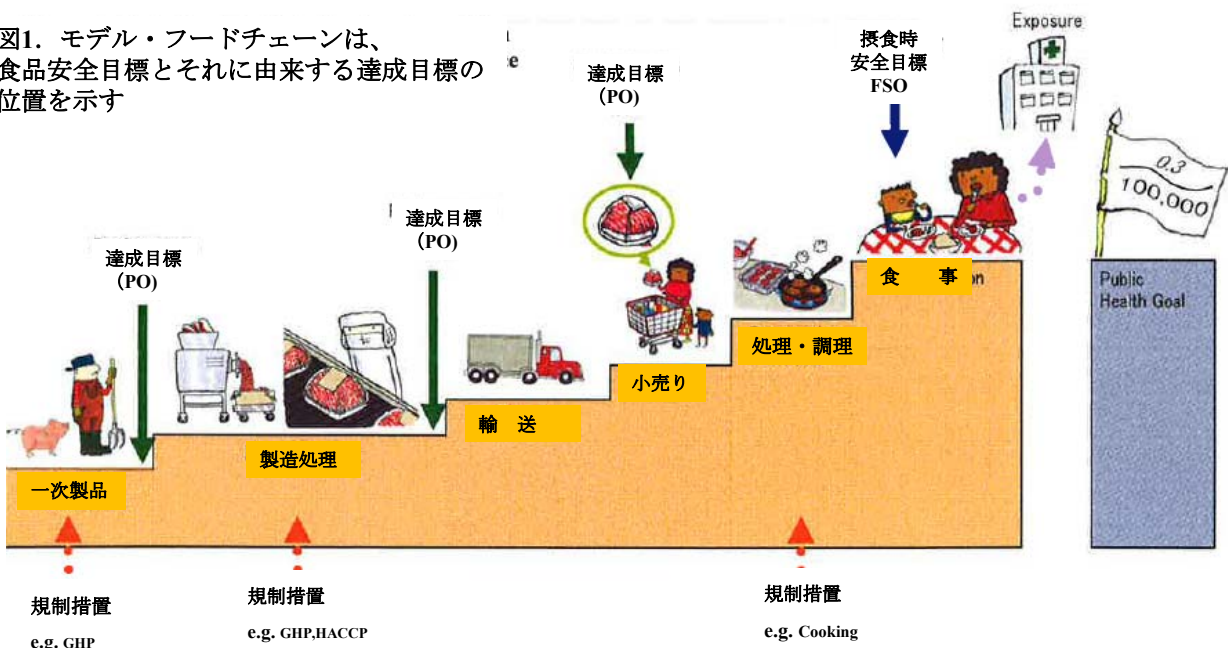 図1. モデル・フードチェーンは、
食品安全目標とそれに由来する達成目標の
位置を示す
達成目標
(PO)
達成目標
(PO)
達成目標
(PO)
摂食時
安全目標
FSO
Exposure
0.3
100,000
Public
Health Goal
一次製品
製造処理
輸 送
小売り
処理・調理
食 事
規制措置
e.g. GHP
規制措置
e.g. GHP,HACCP
規制措置
e.g. Cooking